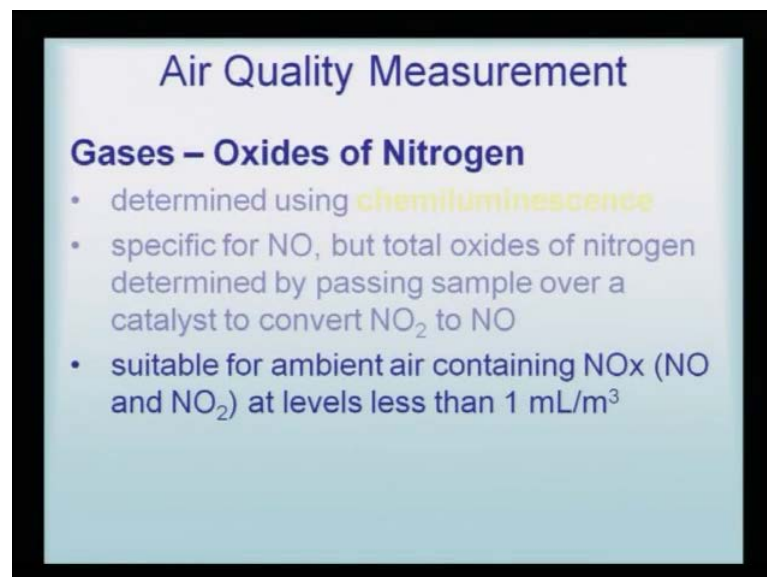 Air Quality Measurement
Gases – Oxides of Nitrogen
• determined using chemiluminescence
• specific for NO, but total oxides of nitrogen
determined by passing sample over a
catalyst to convert NO₂ to NO
• suitable for ambient air containing NOx (NO
and NO₂) at levels less than 1 mL/m³